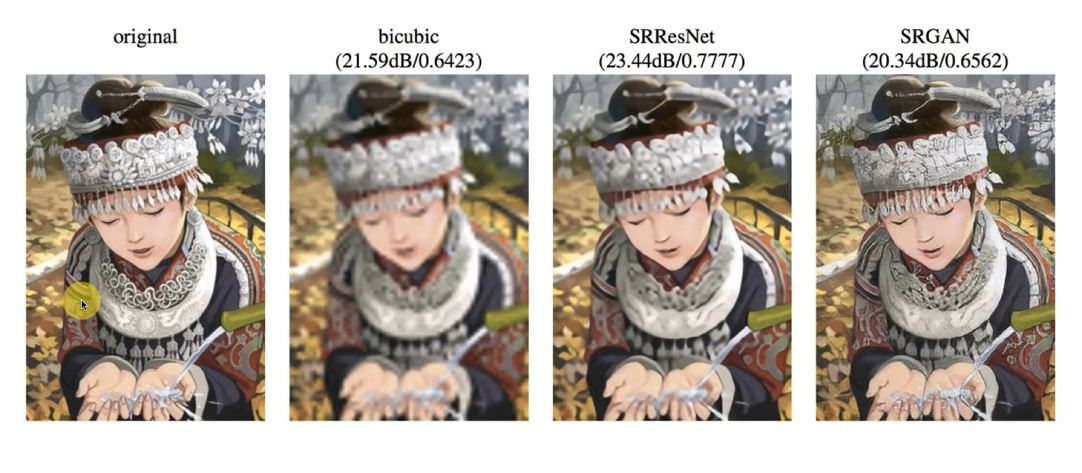 original
bicubic
(21.59dB/0.6423)
SRResNet
(23.44dB/0.7777)
SRGAN
(20.34dB/0.6562)